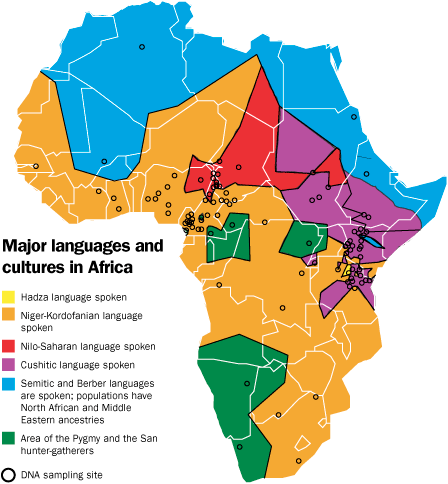 Major languages and
cultures in Africa
Hadza language spoken
Niger-Kordofanian language
spoken
Nilo-Saharan language spoken
Cushitic language spoken
Semitic and Berber languages
are spoken; populations have
North African and Middle
Eastern ancestries
Area of the Pygmy and the San
hunter-gatherers
DNA sampling site